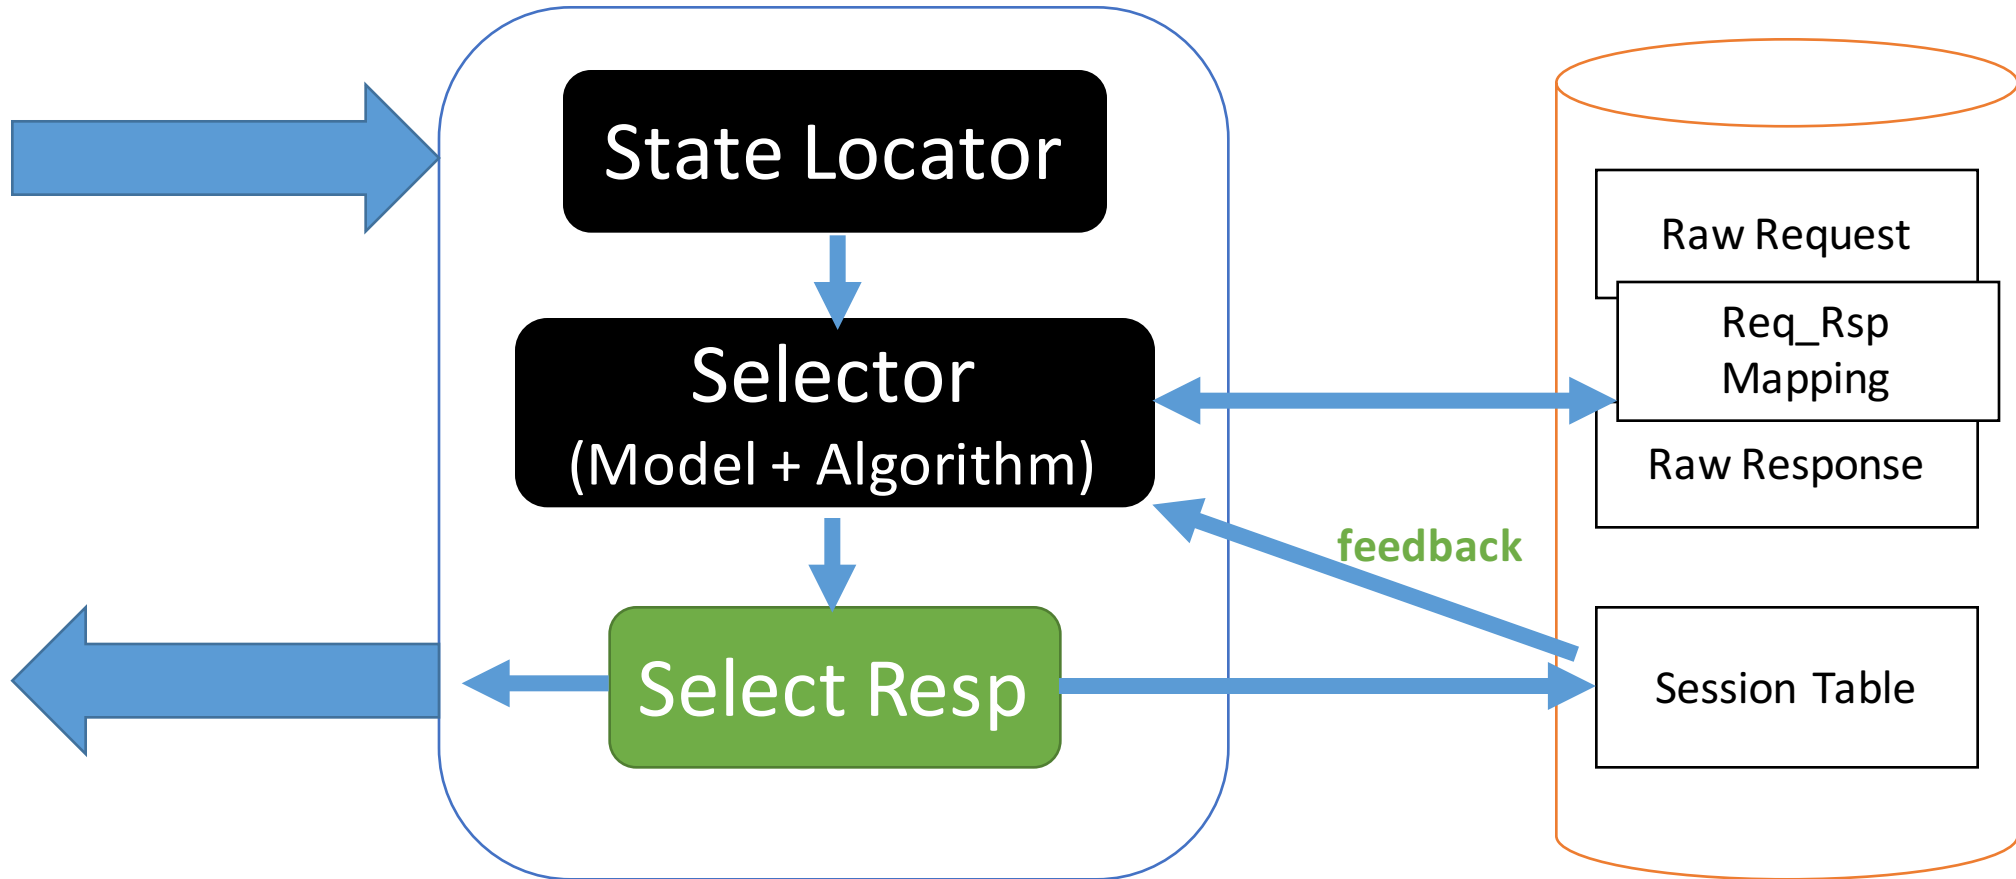 State Locator
Selector
(Model + Algorithm)
Select Resp
feedback
Raw Request
Req_Rsp
Mapping
Raw Response
Session Table